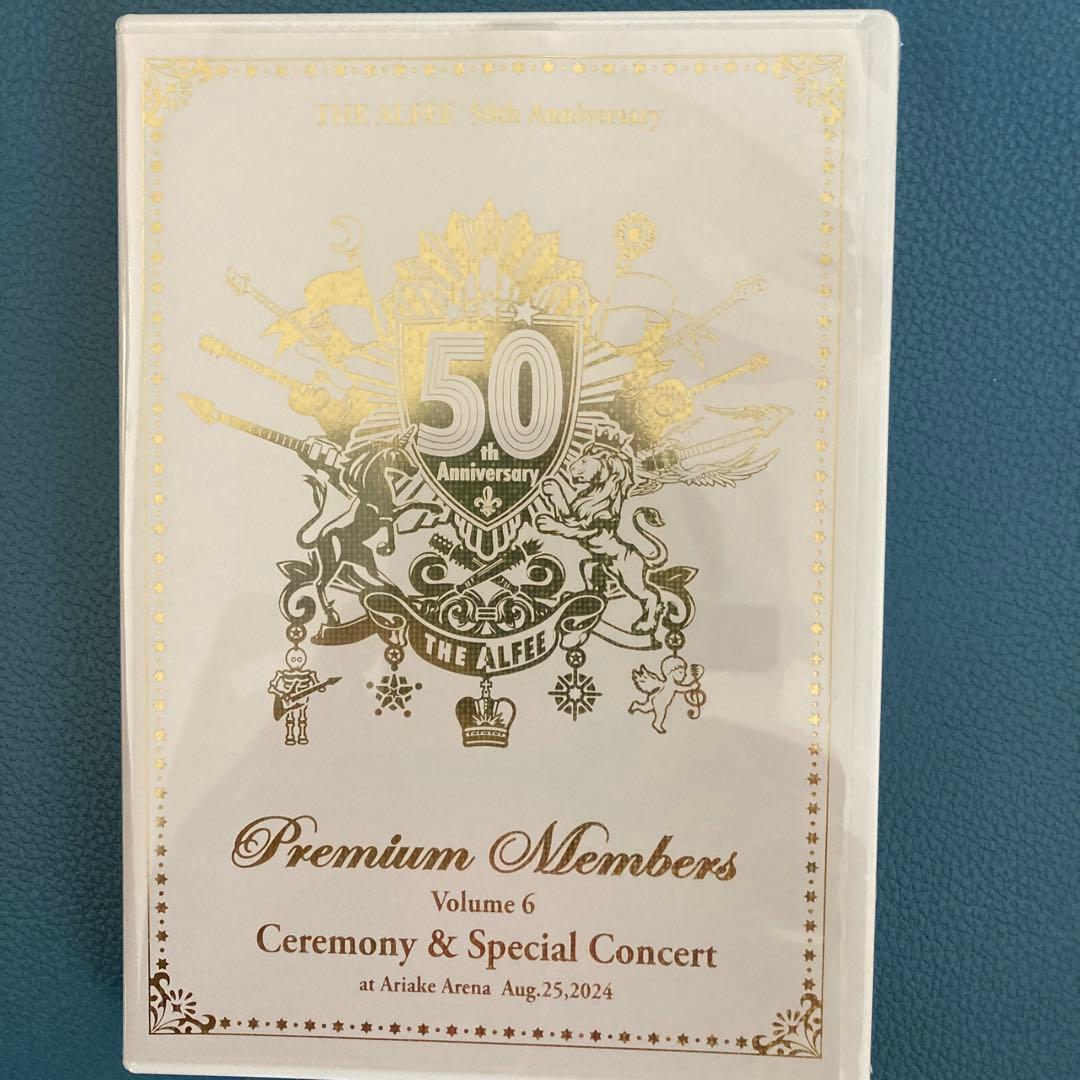 THE ALFEE 50th Anniversary
50
th
Anniversary
THE ALFEE
Premium Members
Volume 6
Ceremony & Special Concert
at Ariake Arena Aug.25,2024